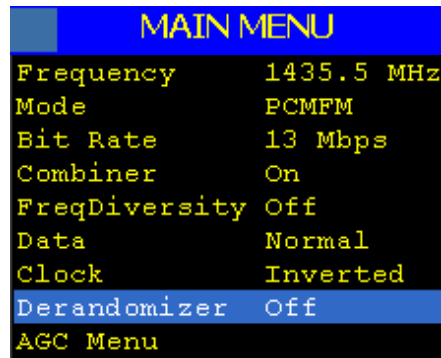 MAIN MENU
Frequency 1435.5 MHz
Mode PCMFM
Bit Rate 13 Mbps
Combiner On
FreqDiversity Off
Data Normal
Clock Inverted
Derandomizer Off
AGC Menu